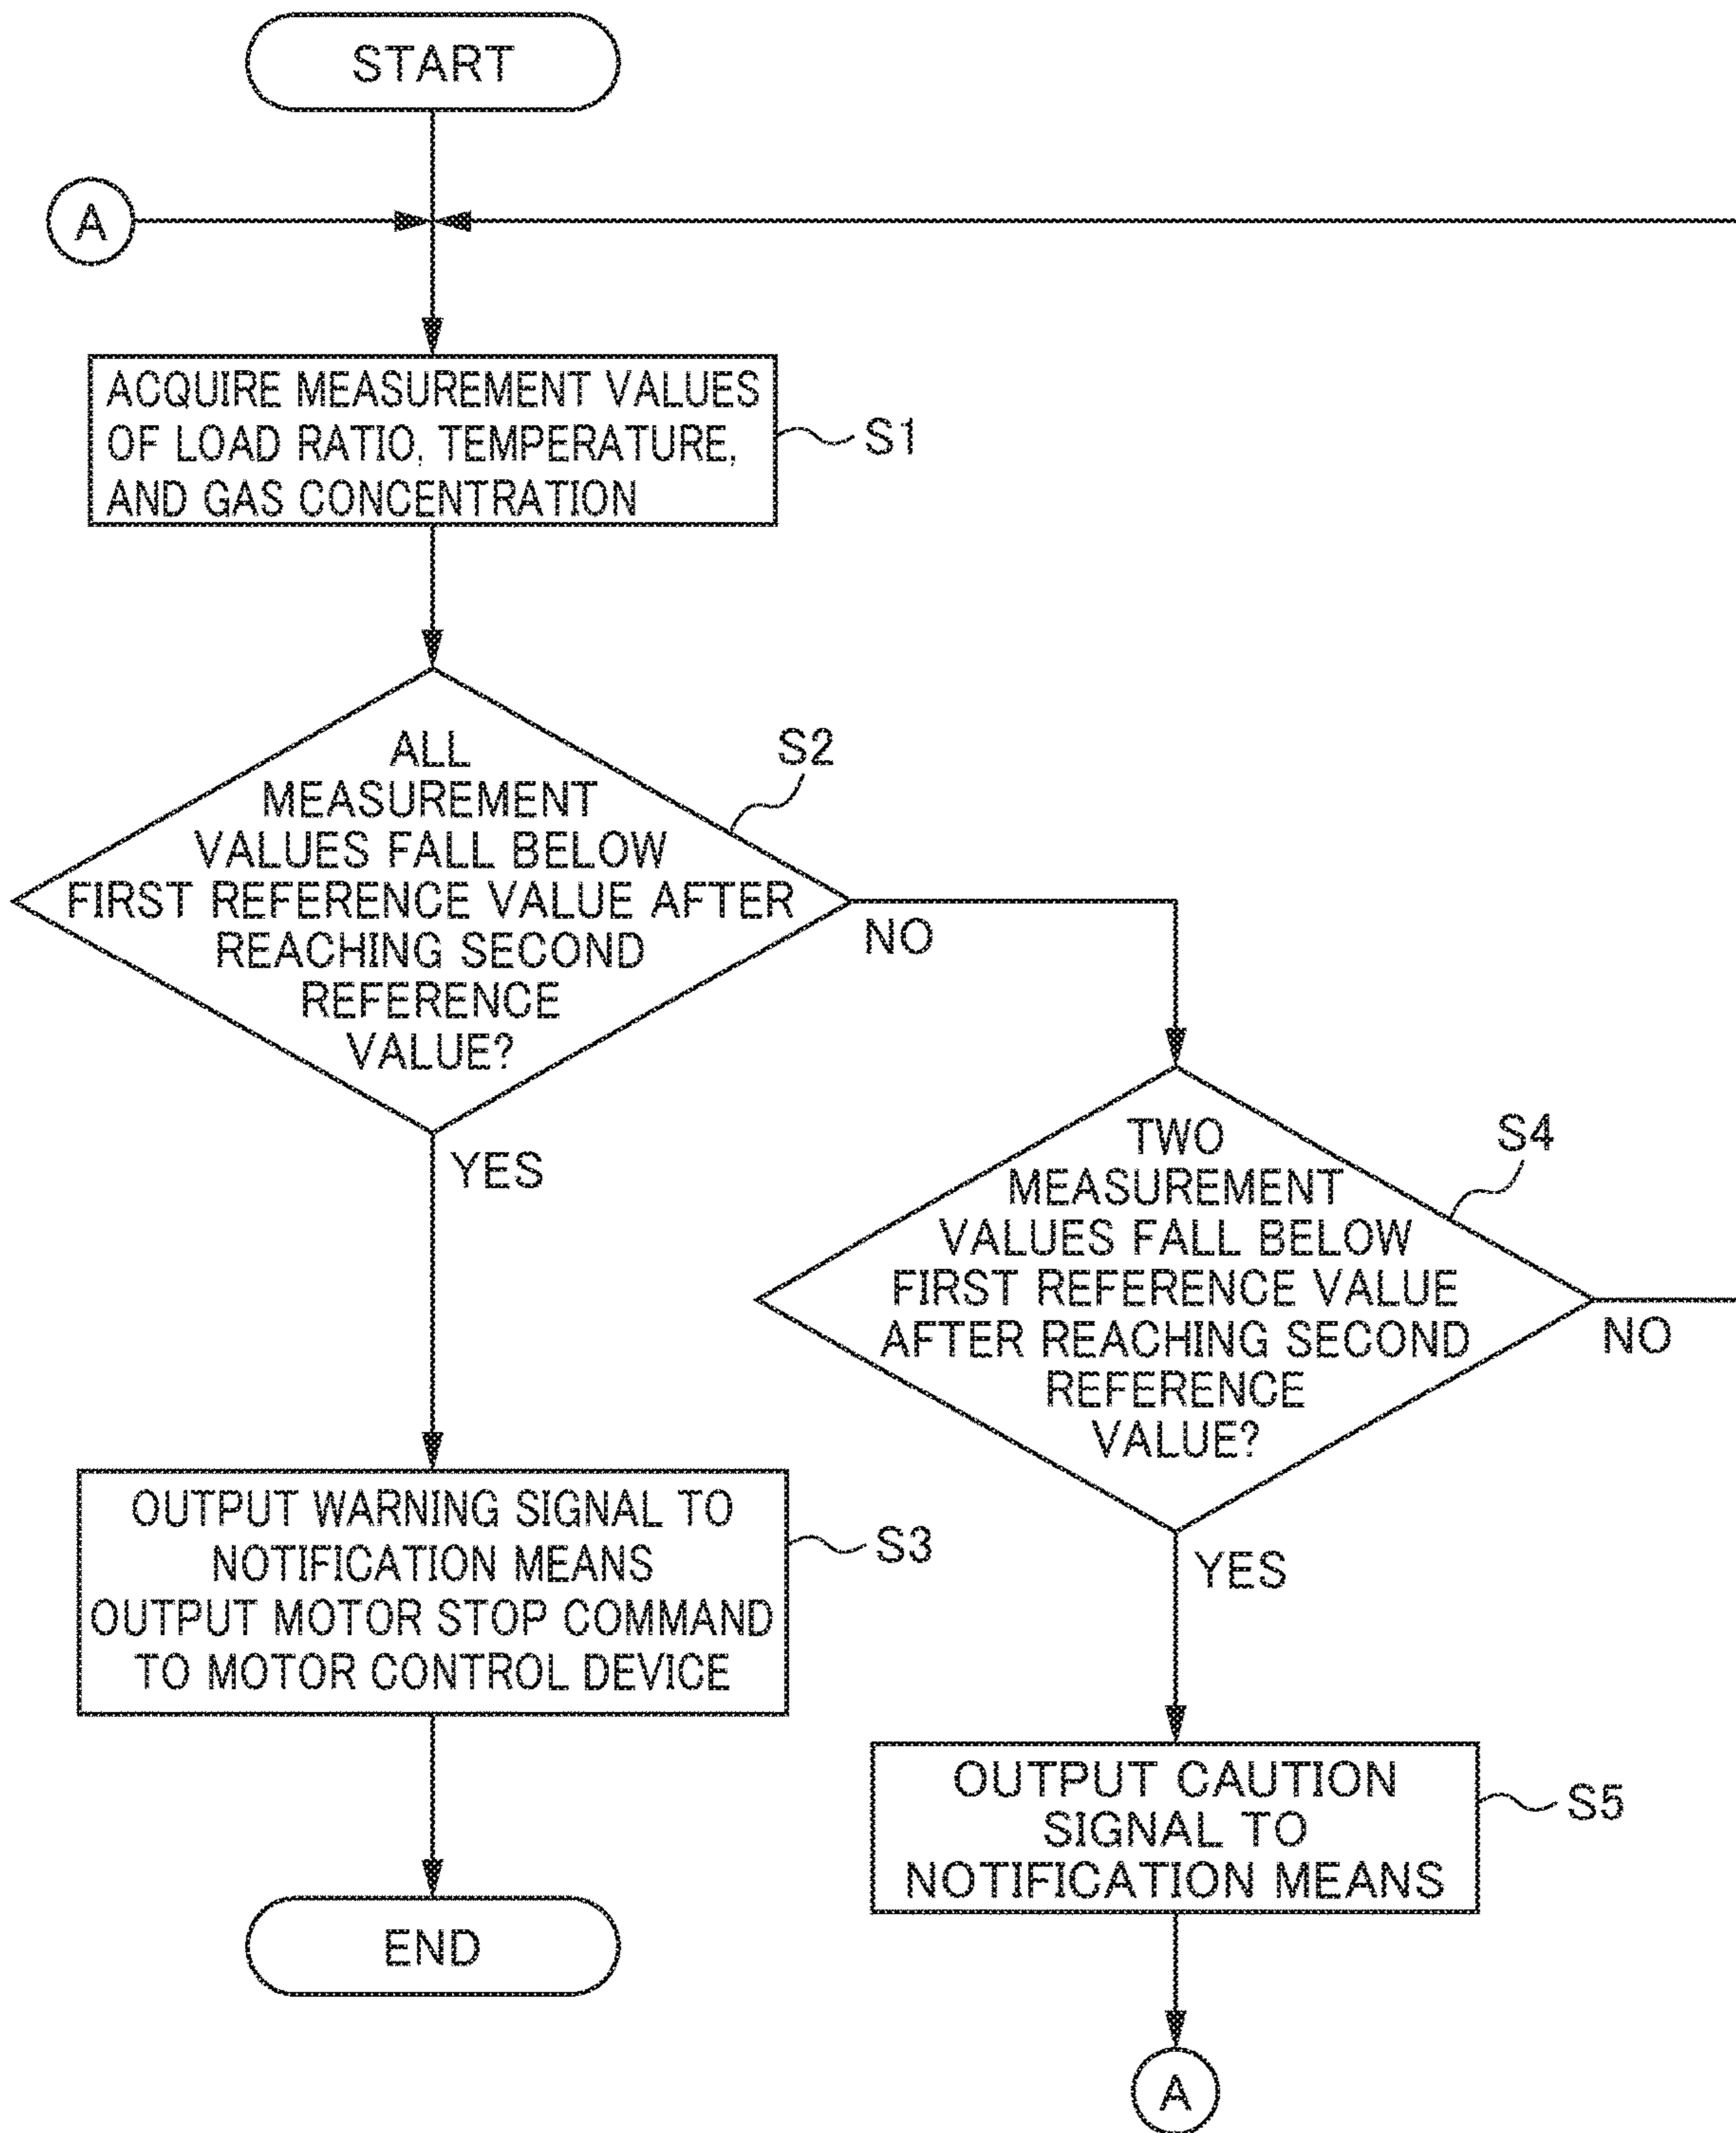 START
A
ACQUIRE MEASUREMENT VALUES
OF LOAD RATIO, TEMPERATURE,
AND GAS CONCENTRATION
S1
ALL
MEASUREMENT
VALUES FALL BELOW
FIRST REFERENCE VALUE AFTER
REACHING SECOND
REFERENCE
VALUE?
S2
NO
YES
TWO
MEASUREMENT
VALUES FALL BELOW
FIRST REFERENCE VALUE
AFTER REACHING SECOND
REFERENCE
VALUE?
S4
NO
YES
OUTPUT WARNING SIGNAL TO
NOTIFICATION MEANS
OUTPUT MOTOR STOP COMMAND
TO MOTOR CONTROL DEVICE
S3
OUTPUT CAUTION
SIGNAL TO
NOTIFICATION MEANS
S5
END
A